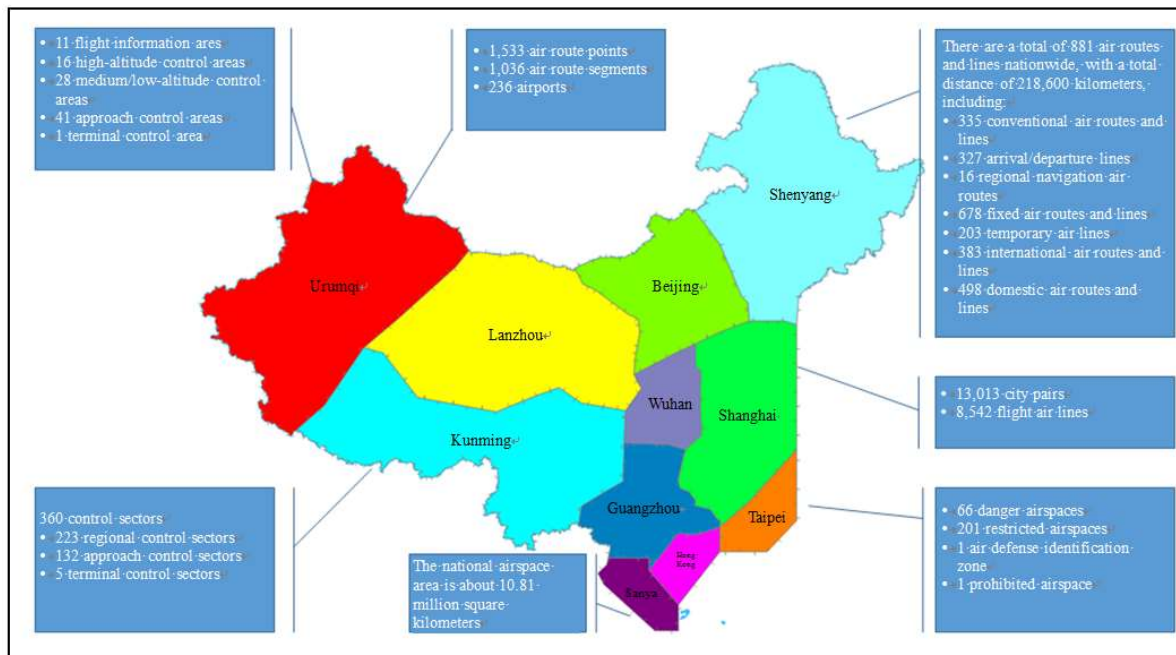 • 11 flight information ares
• 16 high-altitude control areas
• 28 medium/low-altitude control
areas
• 41 approach control areas
• 1 terminal control area
• 1,533 air route points
• 1,036 air route segments
• 236 airports
There are a total of 881 air routes
and lines nationwide, with a total
distance of 218,600 kilometers,
including:
• 335 conventional air routes and
lines
• 327 arrival/departure lines
• 16 regional navigation air
routes
• 678 fixed air routes and lines
• 203 temporary air lines
• 383 international air routes and
lines
• 498 domestic air routes and
lines
Shenyang
Urumqi
Beijing
Lanzhou
Wuhan
Shanghai
Kunming
Guangzhou
Taipei
Hong
Kong
Sanya
• 13,013 city pairs
• 8,542 flight air lines
360 control sectors
• 223 regional control sectors
• 132 approach control sectors
• 5 terminal control sectors
The national airspace
area is about 10.81
million square
kilometers
• 66 danger airspaces
• 201 restricted airspaces
• 1 air defense identification
zone
• 1 prohibited airspace